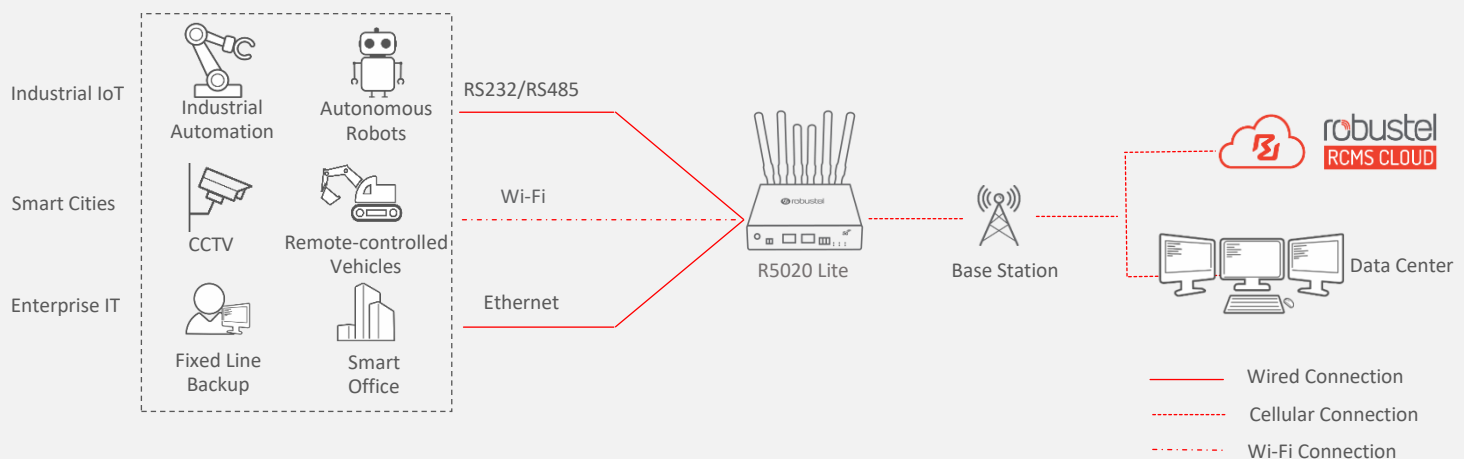 Industrial IoT
Industrial
Automation
Autonomous
Robots
RS232/RS485
Smart Cities
CCTV
Remote-controlled
Vehicles
Wi-Fi
Enterprise IT
Fixed Line
Backup
Smart
Office
Ethernet
robustel
R5020 Lite
Base Station
robustel
RCMS CLOUD
Data Center
Wired Connection
Cellular Connection
Wi-Fi Connection